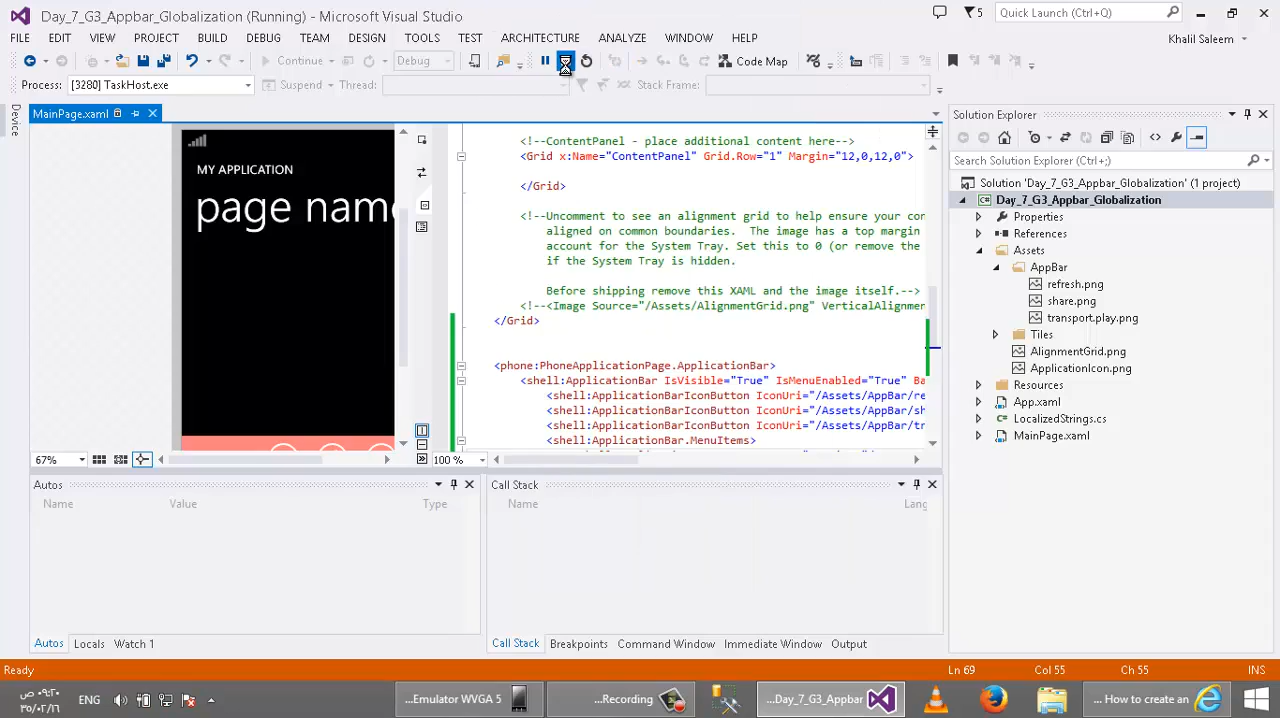 Day_7_G3_Appbar_Globalization (Running) - Microsoft Visual Studio
5
Quick Launch (Ctrl+Q)
FILE EDIT VIEW PROJECT BUILD DEBUG TEAM DESIGN TOOLS TEST ARCHITECTURE ANALYZE WINDOW HELP
Khalil Saleem
Continue Debug Code Map
Process: [3280] TaskHost.exe Suspend Thread: Stack Frame:
Device
MainPage.xaml
MY APPLICATION
page name
<!--ContentPanel - place additional content here-->
<Grid x:Name="ContentPanel" Grid.Row="1" Margin="12,0,12,0">
</Grid>
<!--Uncomment to see an alignment grid to help ensure your con
aligned on common boundaries.  The image has a top margin
account for the System Tray. Set this to 0 (or remove the
if the System Tray is hidden.
Before shipping remove this XAML and the image itself.-->
<!--<Image Source="/Assets/AlignmentGrid.png" VerticalAlignmen
</Grid>
<phone:PhoneApplicationPage.ApplicationBar>
<shell:ApplicationBar IsVisible="True" IsMenuEnabled="True" Ba
<shell:ApplicationBarIconButton IconUri="/Assets/AppBar/re
<shell:ApplicationBarIconButton IconUri="/Assets/AppBar/sh
<shell:ApplicationBarIconButton IconUri="/Assets/AppBar/tr
<shell:ApplicationBar.MenuItems>
67%
100 %
Solution Explorer
Search Solution Explorer (Ctrl+;)
Solution 'Day_7_G3_Appbar_Globalization' (1 project)
Day_7_G3_Appbar_Globalization
Properties
References
Assets
AppBar
refresh.png
share.png
transport.play.png
Tiles
AlignmentGrid.png
ApplicationIcon.png
Resources
App.xaml
LocalizedStrings.cs
MainPage.xaml
Autos
Name Value Type
Call Stack
Name Lang
Autos Locals Watch 1
Call Stack Breakpoints Command Window Immediate Window Output
Ready Ln 69 Col 55 Ch 55 INS
ENG
...Emulator WVGA 5
...Recording
...Day_7_G3_Appbar
... How to create an